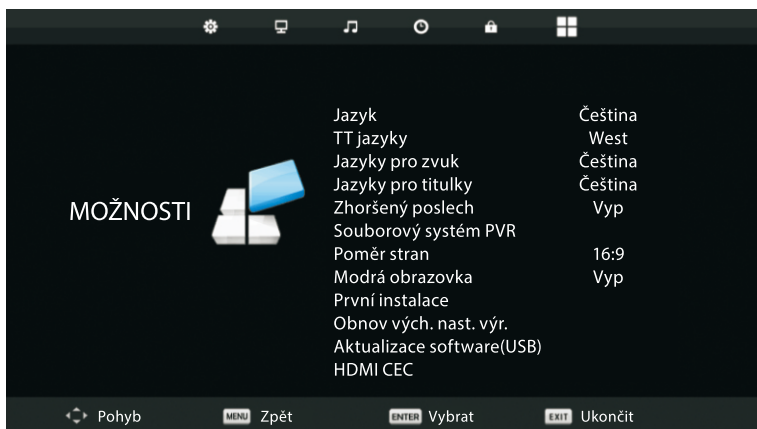 Jazyk Čeština
TT jazyky West
Jazyky pro zvuk Čeština
Jazyky pro titulky Čeština
MOŽNOSTI
Zhoršený poslech Vyp
Souborový systém PVR
Poměr stran 16:9
Modrá obrazovka Vyp
První instalace
Obnov vých. nast. výr.
Aktualizace software(USB)
HDMI CEC
Pohyb MENU Zpět ENTER Vybrat EXIT Ukončit